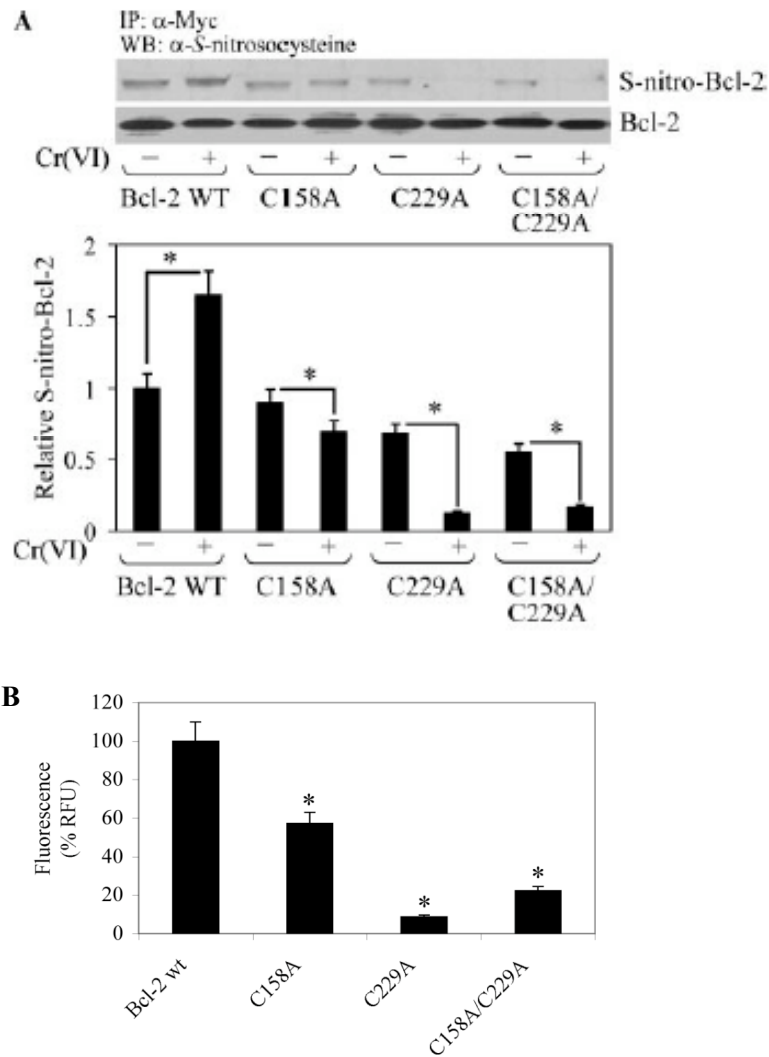 A
IP: α-Myc
WB: α-S-nitrosocysteine
S-nitro-Bcl-2
Bcl-2
Cr(VI) − + − + − + − +
Bcl-2 WT C158A C229A C158A/
C229A
Relative S-nitro-Bcl-2
2
1.5
1
0.5
0
* * * *
Cr(VI) − + − + − + − +
Bcl-2 WT C158A C229A C158A/
C229A
B
Fluorescence
(% RFU)
120
100
80
60
40
20
0
* * *
Bcl-2 wt
C158A
C229A
C158A/C229A